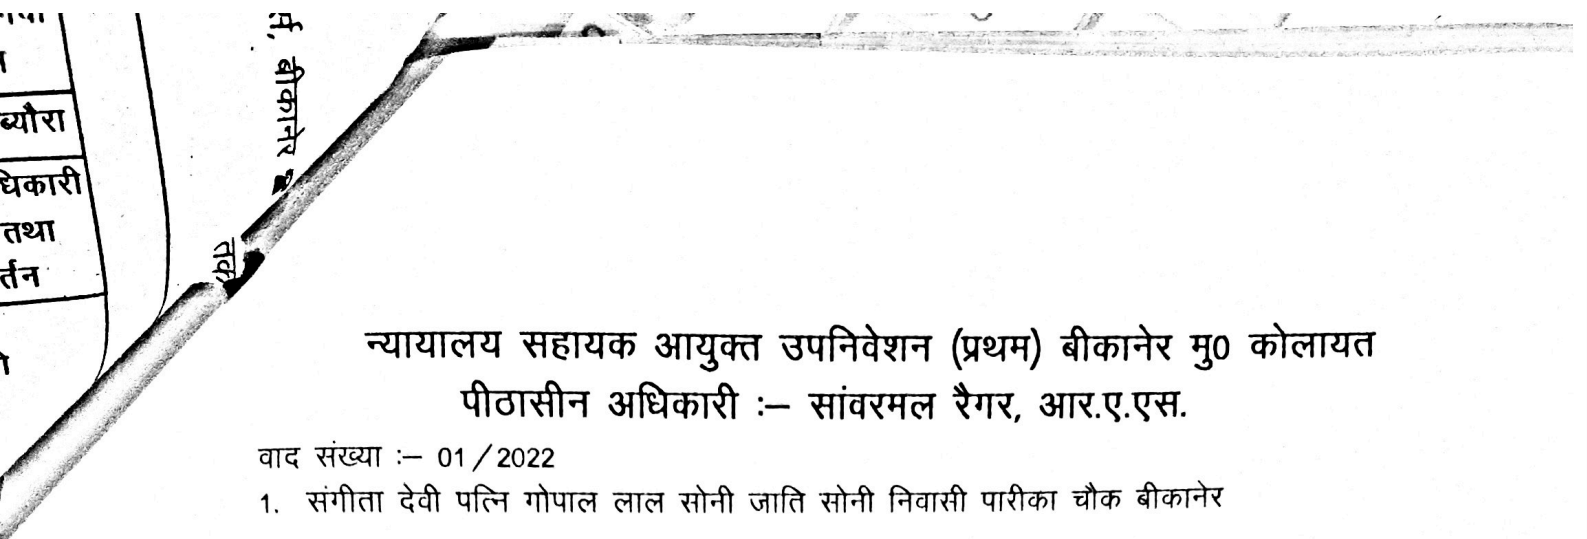 ब्यौरा
धिकारी
तथा
र्तन
बीकानेर
तक
न्यायालय सहायक आयुक्त उपनिवेशन (प्रथम) बीकानेर मु0 कोलायत
पीठासीन अधिकारी :– सांवरमल रैगर, आर.ए.एस.
वाद संख्या :– 01/2022
1. संगीता देवी पत्नि गोपाल लाल सोनी जाति सोनी निवासी पारीका चौक बीकानेर